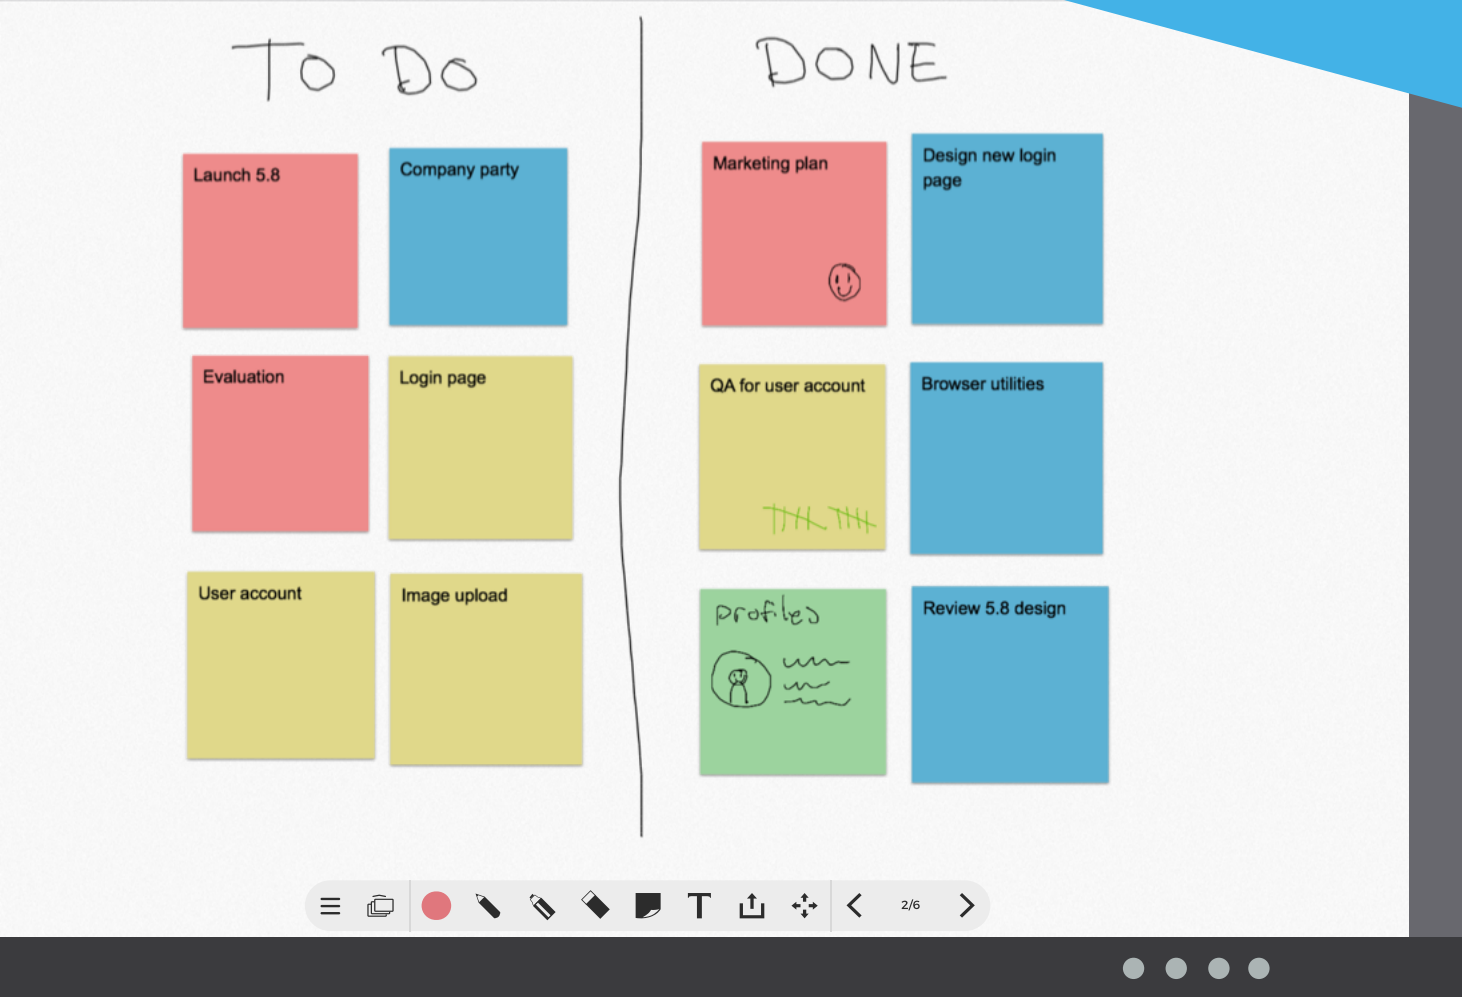 TO DO
DONE
Launch 5.8
Company party
Marketing plan
Design new login
page
Evaluation
Login page
QA for user account
Browser utilities
User account
Image upload
profiles
Review 5.8 design
T
2/6